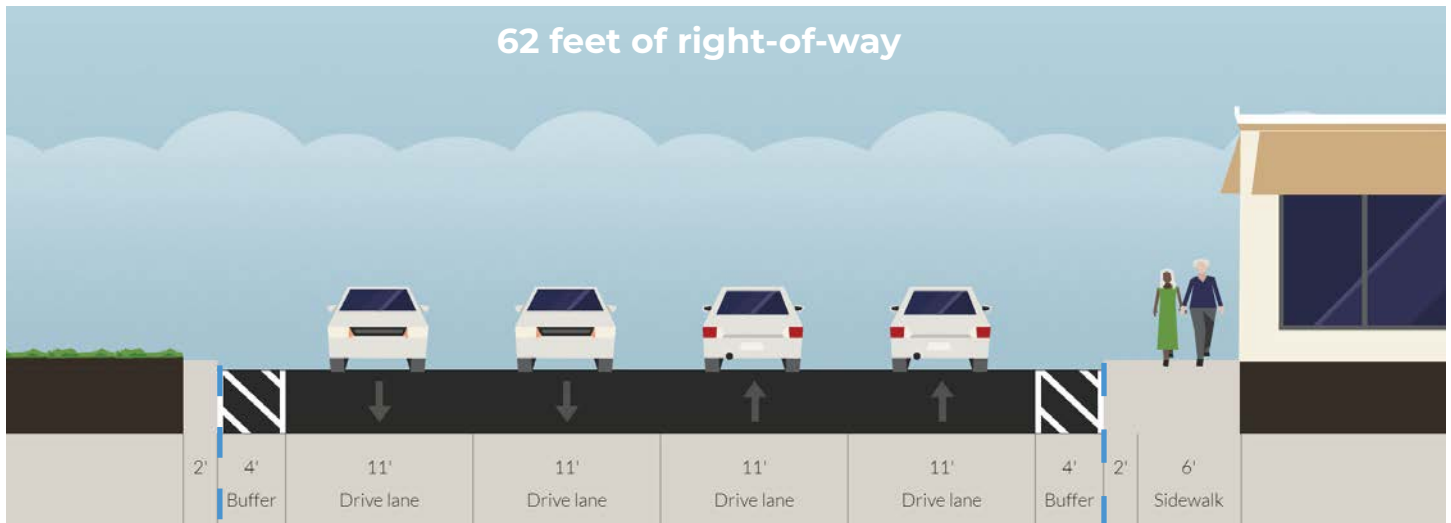 62 feet of right-of-way
2' 4' 11' 11' 11' 11' 4' 2' 6'
Buffer Drive lane Drive lane Drive lane Drive lane Buffer Sidewalk